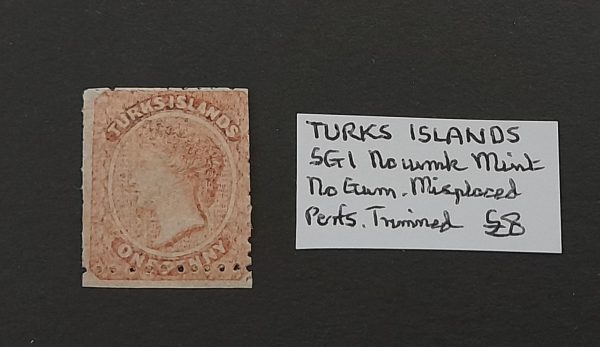 TURKS ISLANDS
ONE PENNY
TURKS ISLANDS
SG1 No wmk Mint
No Gum. Misplaced
Perfs. Trimmed £8